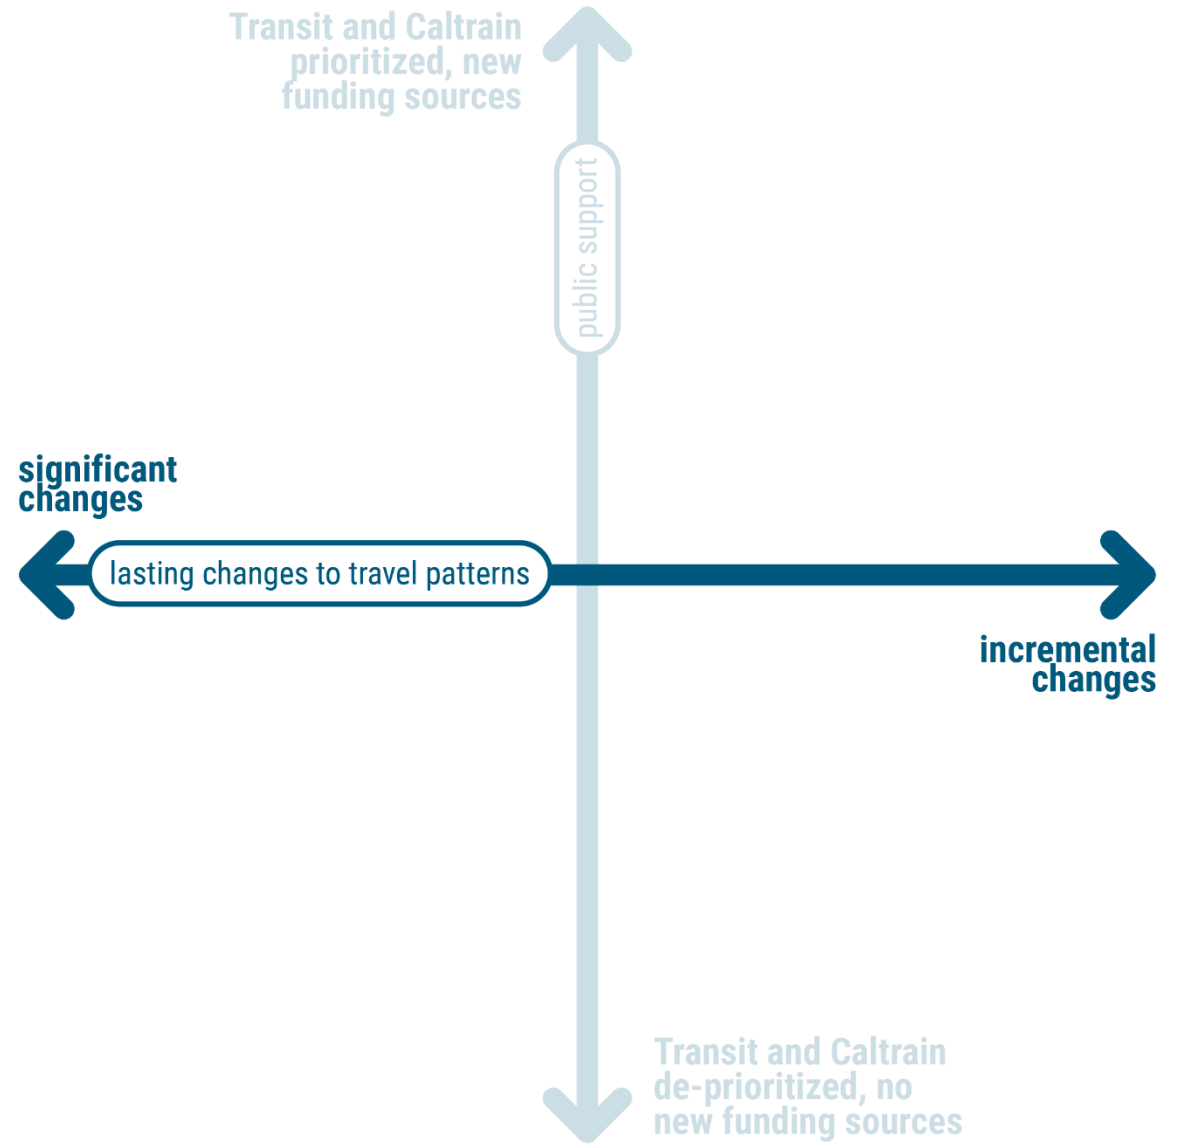 Transit and Caltrain
prioritized, new
funding sources
public support
significant
changes
lasting changes to travel patterns
incremental
changes
Transit and Caltrain
de-prioritized, no
new funding sources